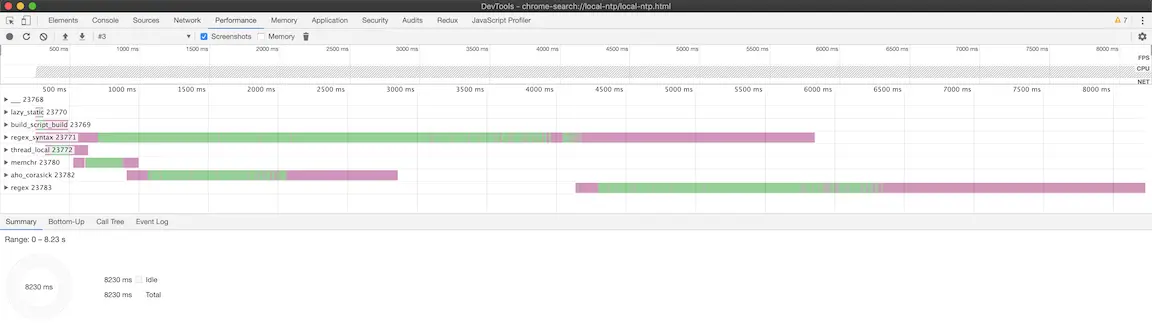 DevTools – chrome-search://local-ntp/local-ntp.html
Elements Console Sources Network Performance Memory Application Security Audits Redux JavaScript Profiler 7
#3 Screenshots Memory
500 ms 1000 ms 1500 ms 2000 ms 2500 ms 3000 ms 3500 ms 4000 ms 4500 ms 5000 ms 5500 ms 6000 ms 6500 ms 7000 ms 7500 ms 8000 ms
FPS
CPU
NET
500 ms 1000 ms 1500 ms 2000 ms 2500 ms 3000 ms 3500 ms 4000 ms 4500 ms 5000 ms 5500 ms 6000 ms 6500 ms 7000 ms 7500 ms 8000 ms
___ 23768
lazy_static 23770
build_script_build 23769
regex_syntax 23771
thread_local 23772
memchr 23780
aho_corasick 23782
regex 23783
Summary Bottom-Up Call Tree Event Log
Range: 0 – 8.23 s
8230 ms
8230 ms Idle
8230 ms Total